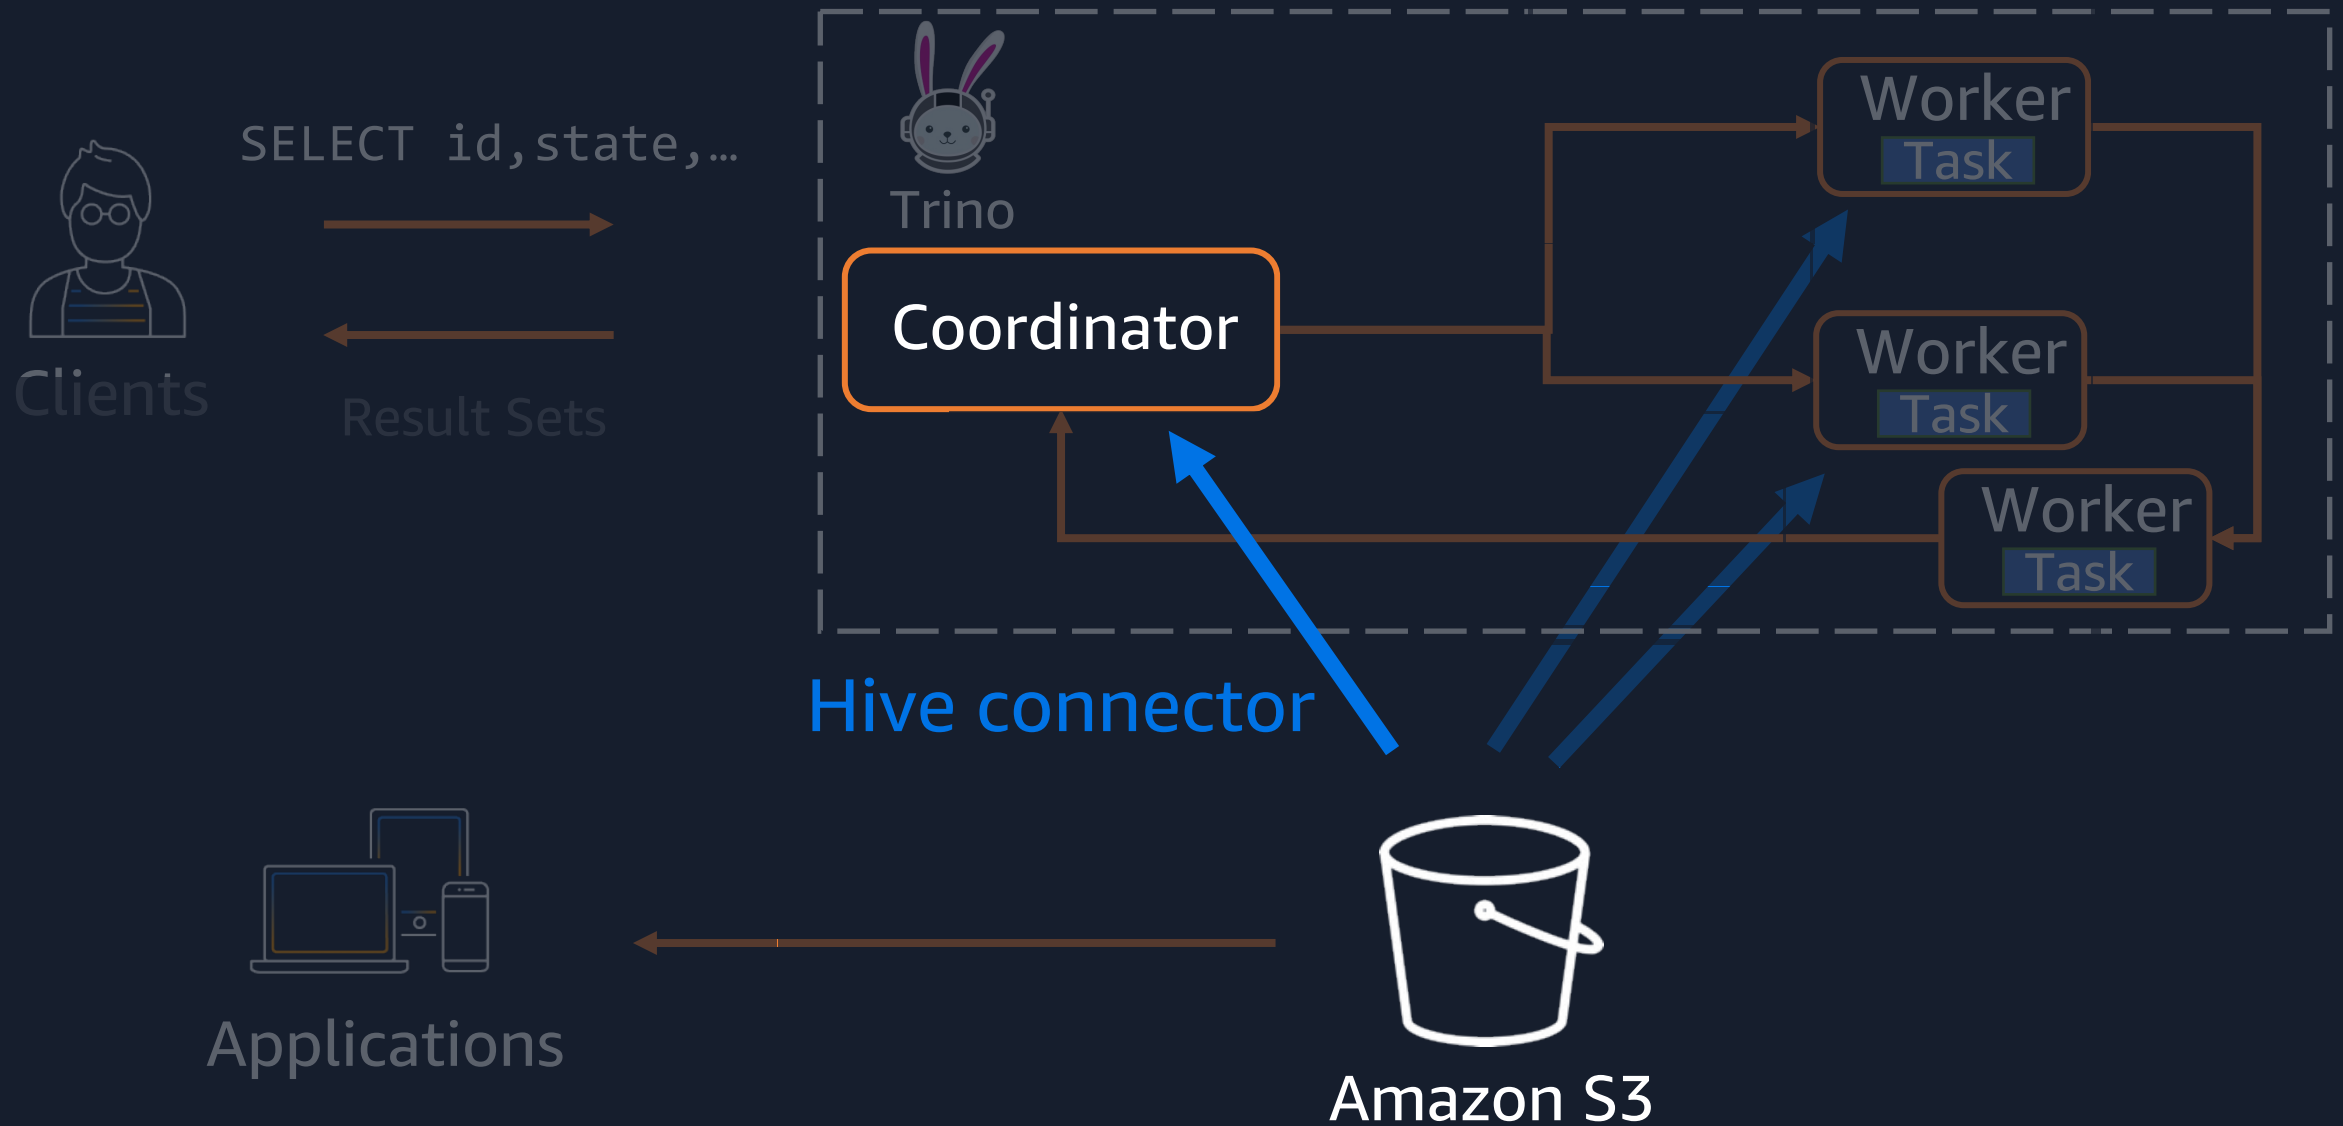 SELECT id,state,…
Clients
Result Sets
Trino
Coordinator
Worker
Task
Worker
Task
Worker
Task
Hive connector
Applications
Amazon S3